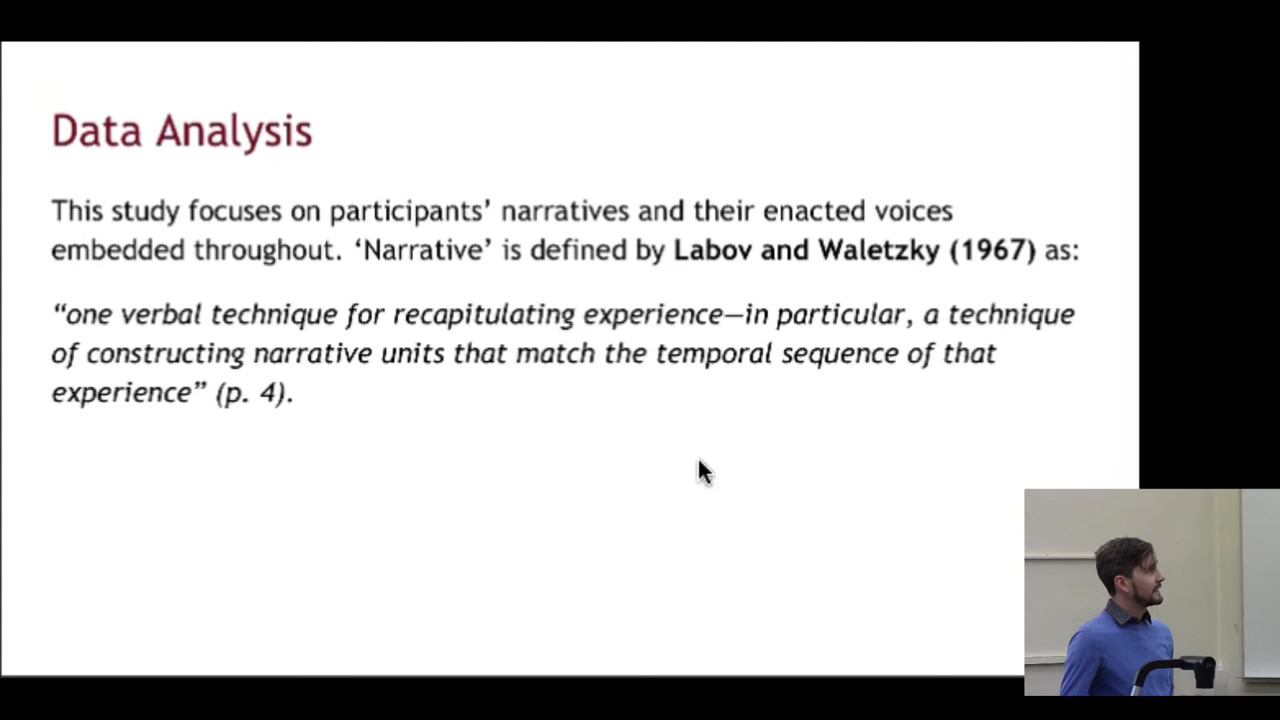 Data Analysis
This study focuses on participants’ narratives and their enacted voices
embedded throughout. ‘Narrative’ is defined by Labov and Waletzky (1967) as:
“one verbal technique for recapitulating experience—in particular, a technique
of constructing narrative units that match the temporal sequence of that
experience” (p. 4).